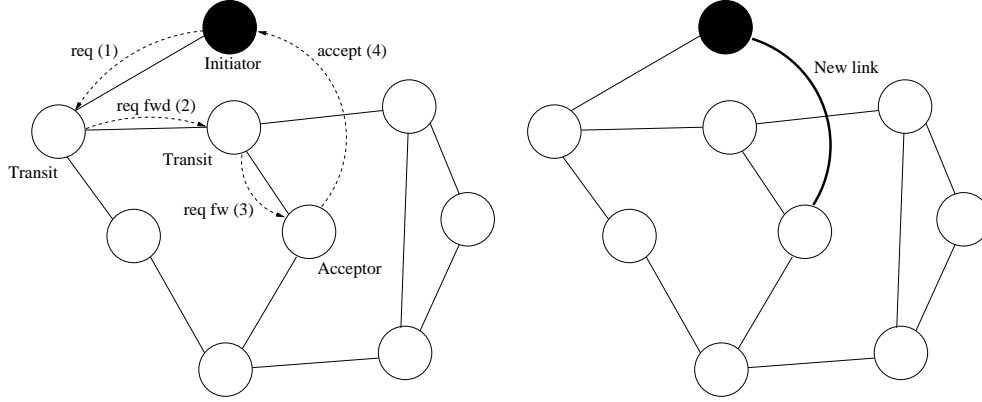 req (1)
accept (4)
Initiator
req fwd (2)
Transit
Transit
req fw (3)
Acceptor
New link